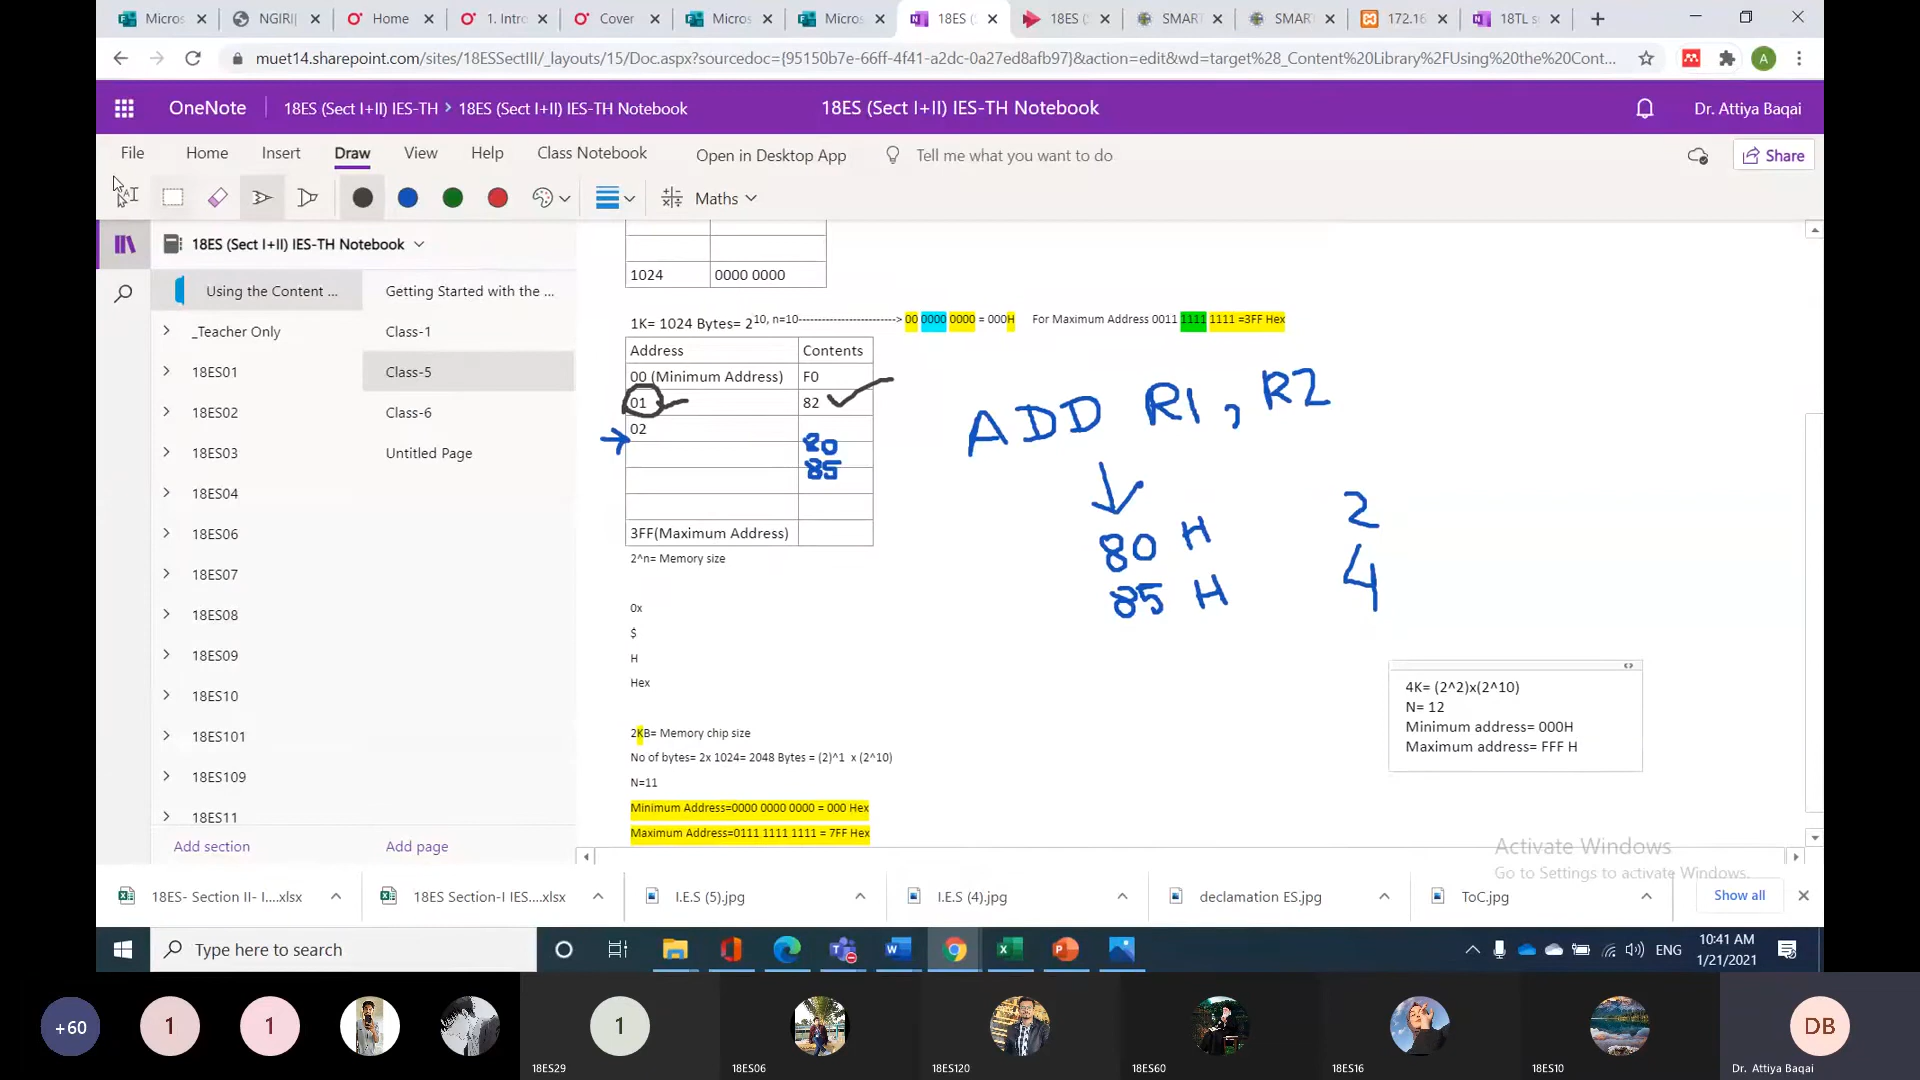 Micros
NGIRI|
Home
1. Intro
Cover
Micros
Micros
18ES (
18ES (
SMART
SMART
172.16
18TL s
muet14.sharepoint.com/sites/18ESSectIII/_layouts/15/Doc.aspx?sourcedoc={95150b7e-66ff-4f41-a2dc-0a27ed8afb97}&action=edit&wd=target%28_Content%20Library%2FUsing%20the%20Cont...
A
OneNote
18ES (Sect I+II) IES-TH > 18ES (Sect I+II) IES-TH Notebook
18ES (Sect I+II) IES-TH Notebook
Dr. Attiya Baqai
File Home Insert Draw View Help Class Notebook
Open in Desktop App
Tell me what you want to do
Share
Maths
18ES (Sect I+II) IES-TH Notebook
Using the Content ...
_Teacher Only
18ES01
18ES02
18ES03
18ES04
18ES06
18ES07
18ES08
18ES09
18ES10
18ES101
18ES109
18ES11
Add section
Getting Started with the ...
Class-1
Class-5
Class-6
Untitled Page
Add page
1024 0000 0000
1K= 1024 Bytes= 2^10, n=10------------------------> 00 0000 0000 = 000H For Maximum Address 0011 1111 1111 =3FF Hex
Address Contents
00 (Minimum Address) F0
01 82
02
80
85
3FF(Maximum Address)
2^n= Memory size
ADD R1, R2
80 H 2
85 H 4
0x
$
H
Hex
2KB= Memory chip size
No of bytes= 2x 1024= 2048 Bytes = (2)^1 x (2^10)
N=11
Minimum Address=0000 0000 0000 = 000 Hex
Maximum Address=0111 1111 1111 = 7FF Hex
4K= (2^2)x(2^10)
N= 12
Minimum address= 000H
Maximum address= FFF H
Activate Windows
Go to Settings to activate Windows.
18ES- Section II- I....xlsx
18ES Section-I IES....xlsx
I.E.S (5).jpg
I.E.S (4).jpg
declamation ES.jpg
ToC.jpg
Show all
Type here to search
ENG
10:41 AM
1/21/2021
+60
1
1
1
DB
18ES29
18ES06
18ES120
18ES60
18ES16
18ES10
Dr. Attiya Baqai